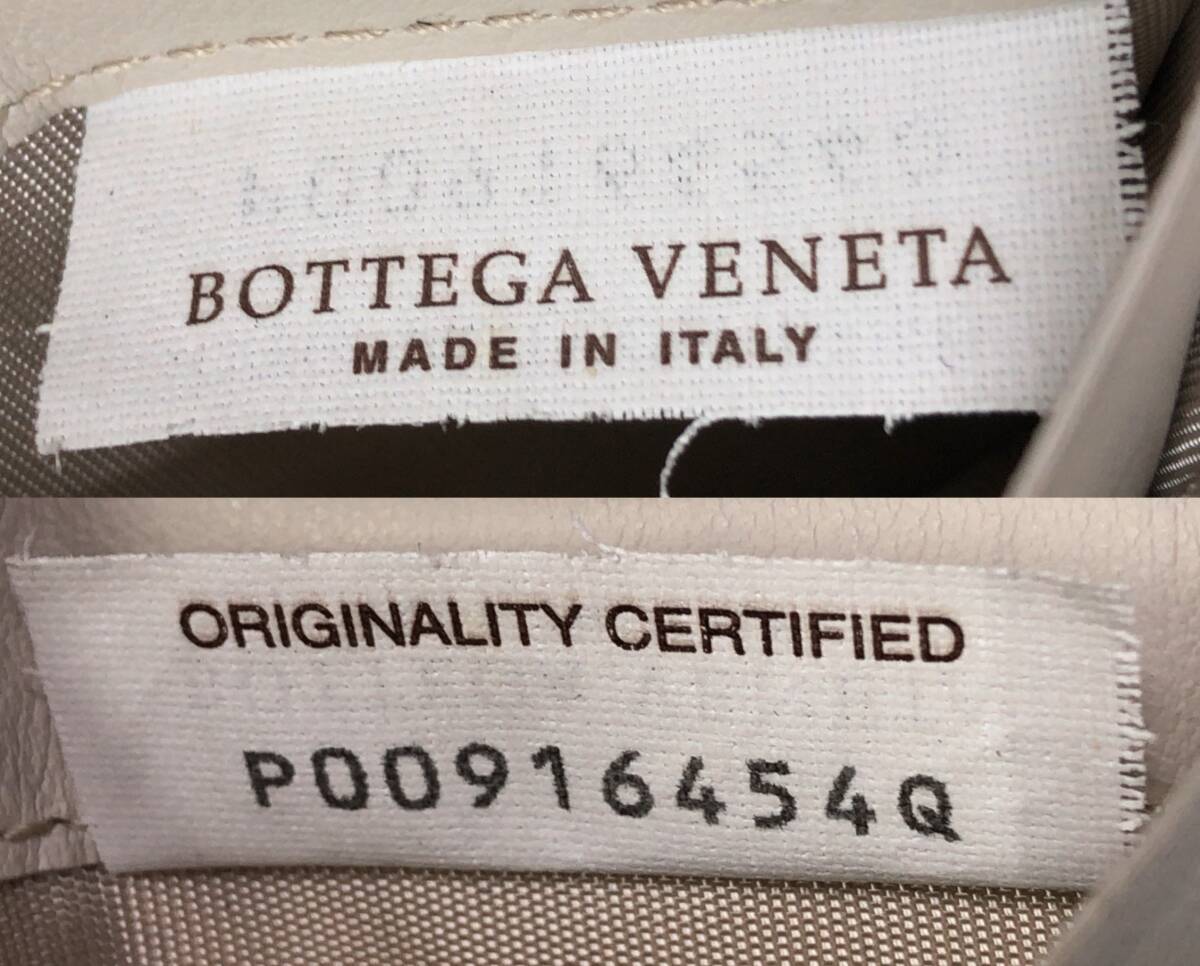 BOTTEGA VENETA
MADE IN ITALY
ORIGINALITY CERTIFIED
P00916454Q